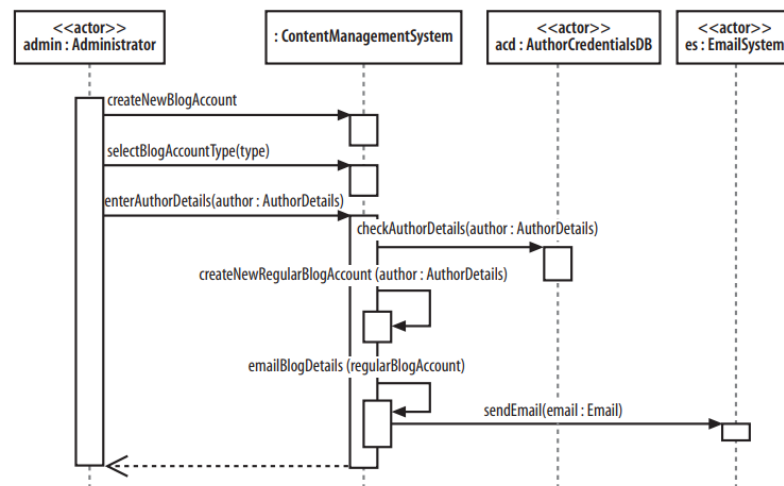 <<actor>>
admin : Administrator
: ContentManagementSystem
<<actor>>
acd : AuthorCredentialsDB
<<actor>>
es : EmailSystem
createNewBlogAccount
selectBlogAccountType(type)
enterAuthorDetails(author : AuthorDetails)
checkAuthorDetails(author : AuthorDetails)
createNewRegularBlogAccount (author : AuthorDetails)
emailBlogDetails (regularBlogAccount)
sendEmail(email : Email)